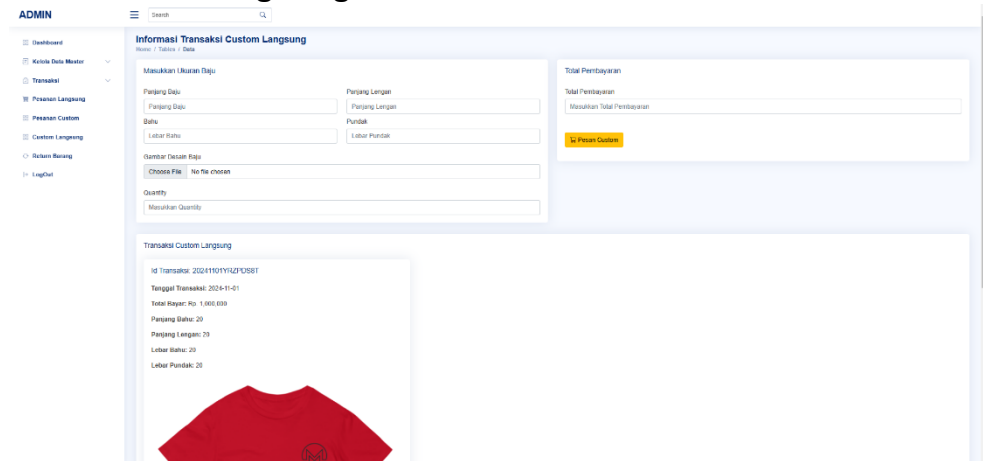 ADMIN
Search
Dashboard
Kelola Data Master
Transaksi
Pesanan Langsung
Pesanan Custom
Custom Langsung
Return Barang
LogOut
Informasi Transaksi Custom Langsung
Home / Tables / Data
Masukkan Ukuran Baju
Panjang Baju
Panjang Lengan
Panjang Baju
Panjang Lengan
Bahu
Pundak
Lebar Bahu
Lebar Pundak
Gambar Desain Baju
Choose File No file chosen
Quantity
Masukkan Quantity
Total Pembayaran
Total Pembayaran
Masukkan Total Pembayaran
Pesan Custom
Transaksi Custom Langsung
Id Transaksi: 20241101YRZPDS8T
Tanggal Transaksi: 2024-11-01
Total Bayar: Rp. 1,000,000
Panjang Bahu: 20
Panjang Lengan: 20
Lebar Bahu: 20
Lebar Pundak: 20